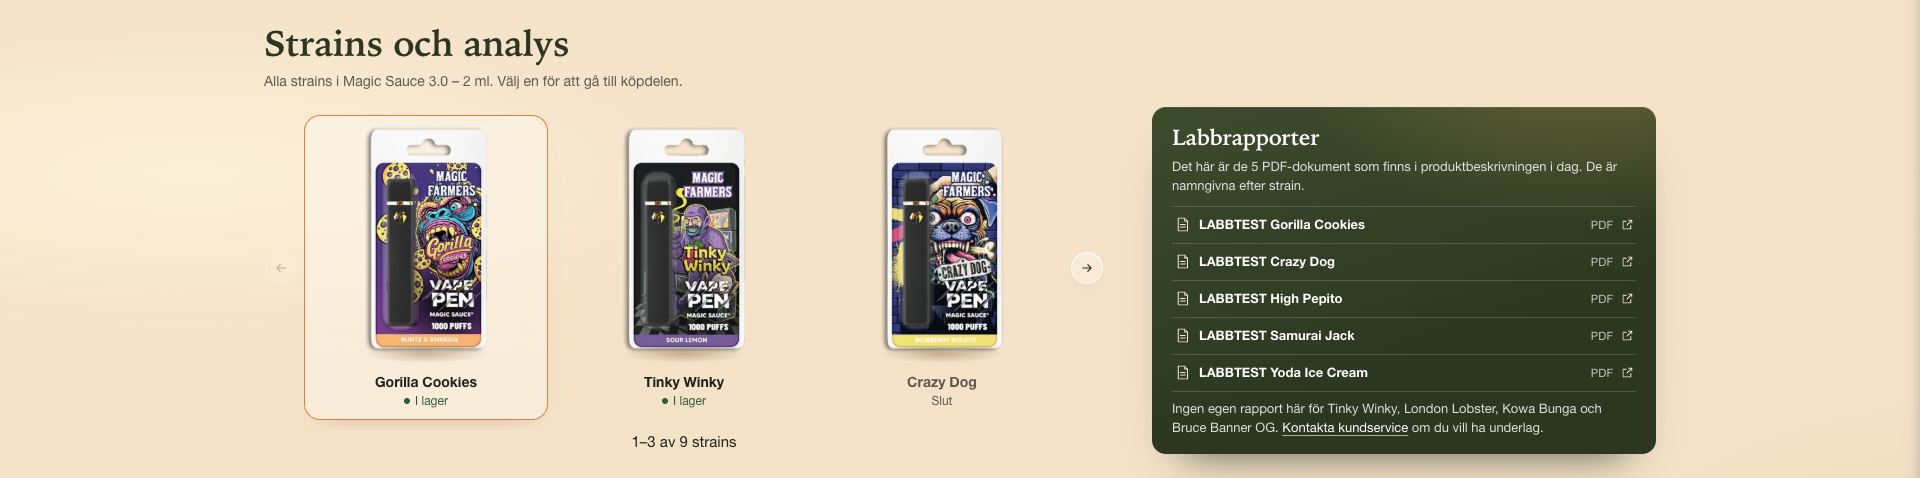 Strains och analys
Alla strains i Magic Sauce 3.0 – 2 ml. Välj en för att gå till köpdelen.
MAGIC
FARMERS
Gorilla
COOKIES
VAPE
PEN
MAGIC SAUCE
1000 PUFFS
RUNTZ X AMNESIA
Gorilla Cookies
I lager
MAGIC
FARMERS
Tinky
Winky
VAPE
PEN
MAGIC SAUCE
1000 PUFFS
SOUR LEMON
Tinky Winky
I lager
MAGIC
FARMERS
CRAZY DOG
VAPE
PEN
MAGIC SAUCE
1000 PUFFS
BLUEBERRY MOJITO
Crazy Dog
Slut
1–3 av 9 strains
Labbrapporter
Det här är de 5 PDF-dokument som finns i produktbeskrivningen i dag. De är
namngivna efter strain.
LABBTEST Gorilla Cookies PDF
LABBTEST Crazy Dog PDF
LABBTEST High Pepito PDF
LABBTEST Samurai Jack PDF
LABBTEST Yoda Ice Cream PDF
Ingen egen rapport här för Tinky Winky, London Lobster, Kowa Bunga och
Bruce Banner OG. Kontakta kundservice om du vill ha underlag.